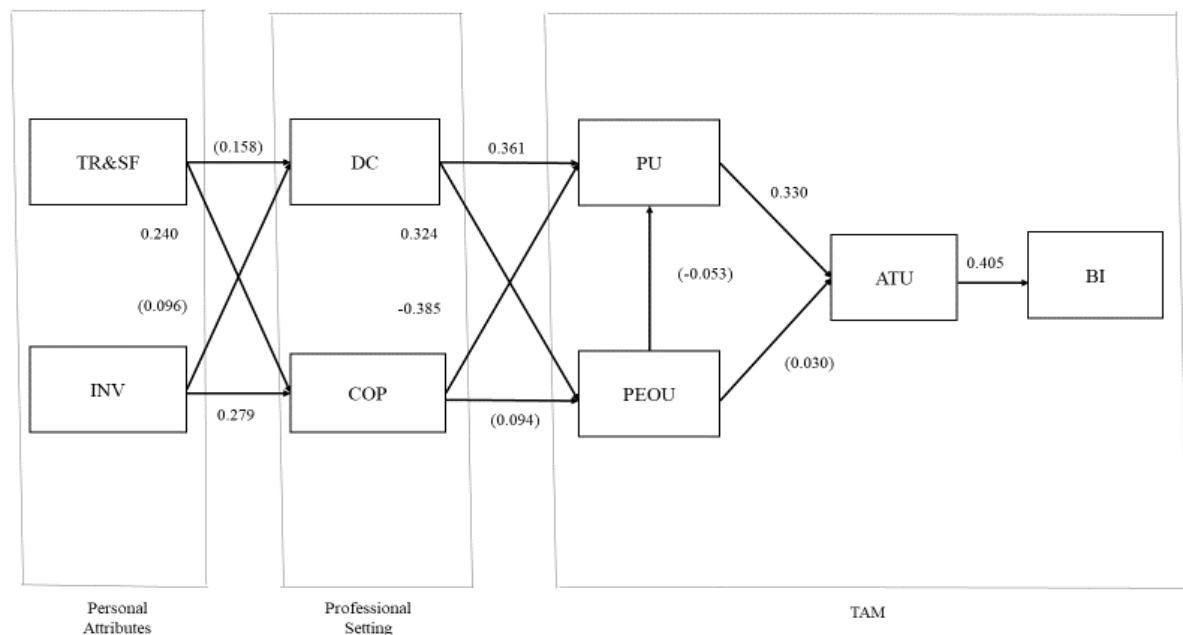 (0.158)
0.361
TR&SF
DC
PU
0.330
0.240
0.324
(-0.053)
ATU
0.405
BI
(0.096)
-0.385
(0.030)
INV
0.279
COP
(0.094)
PEOU
Personal
Attributes
Professional
Setting
TAM